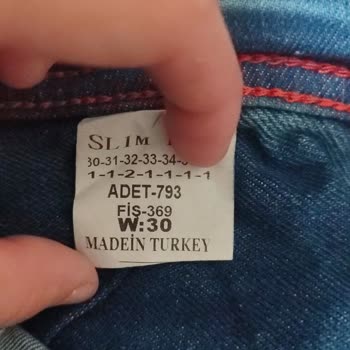 SLIM
30-31-32-33-34-
1-1-2-1-1-1-1
ADET-793
FİŞ-369
W:30
MADEİN TURKEY